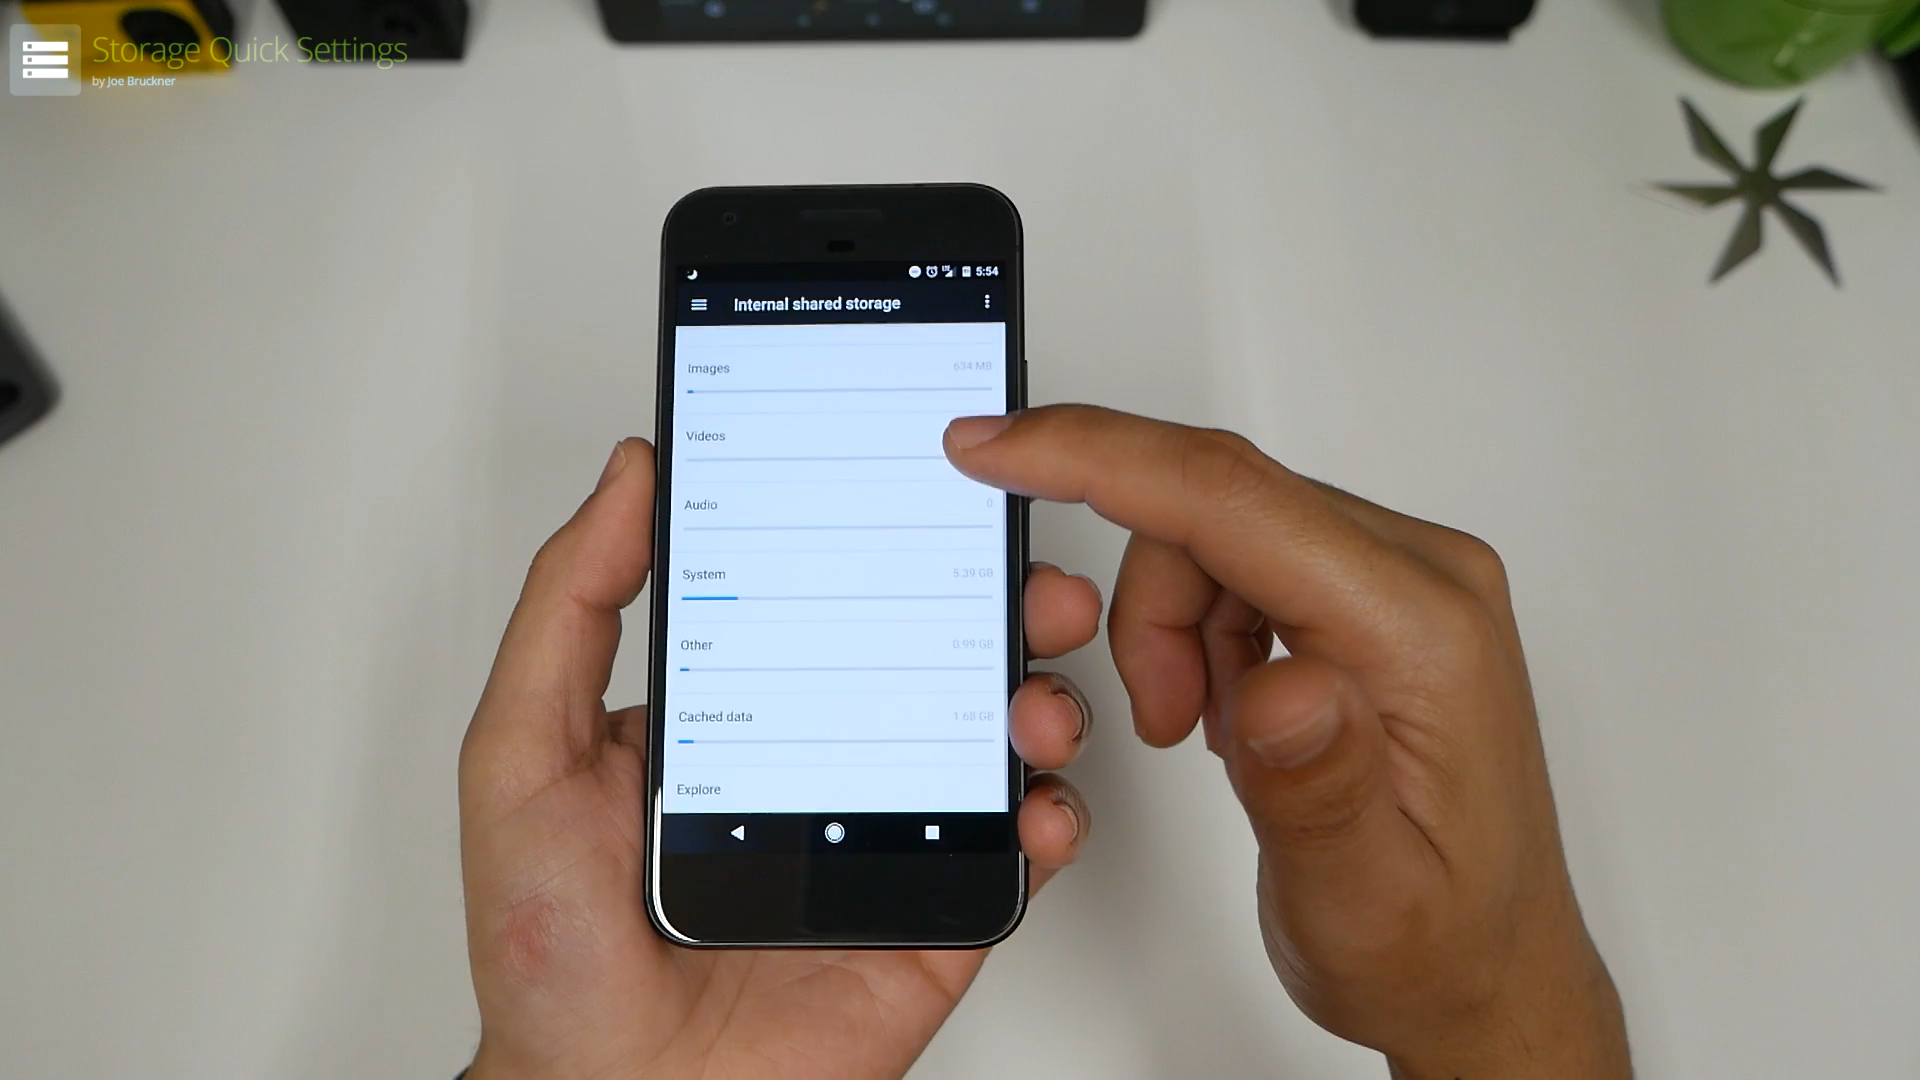 Storage Quick Settings
by Joe Bruckner
LTE
5:54
Internal shared storage
Images
634 MB
Videos
Audio
0
System
5.39 GB
Other
0.99 GB
Cached data
1.68 GB
Explore